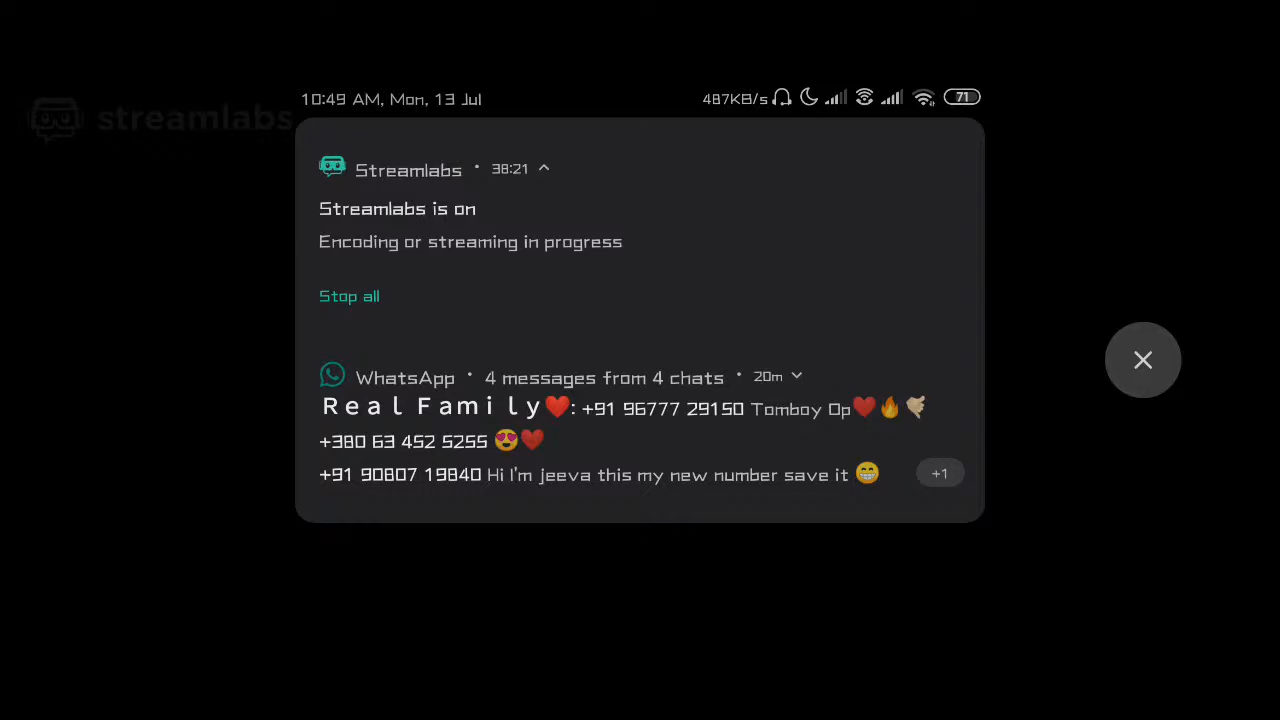 10:49 AM, Mon, 13 Jul 487KB/s 71
streamlabs
Streamlabs • 38:21
Streamlabs is on
Encoding or streaming in progress
Stop all
WhatsApp • 4 messages from 4 chats • 20m
Real Family❤️: +91 96777 29150 Tomboy Op❤️🔥🤙🏼
+380 63 452 5255 😍❤️
+91 90807 19840 Hi I'm jeeva this my new number save it 😁 +1